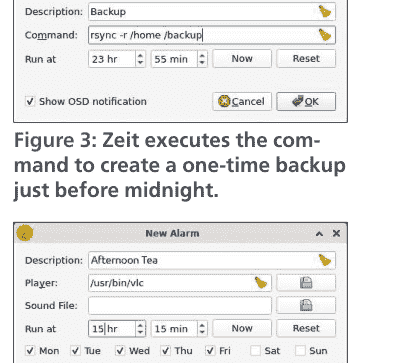 Description: Backup
Command: rsync -r /home /backup
Run at 23 hr 55 min Now Reset
Show OSD notification Cancel OK
Figure 3: Zeit executes the com-
mand to create a one-time backup
just before midnight.
New Alarm
Description: Afternoon Tea
Player: /usr/bin/vlc
Sound File:
Run at 15 hr 15 min Now Reset
Mon Tue Wed Thu Fri Sat Sun